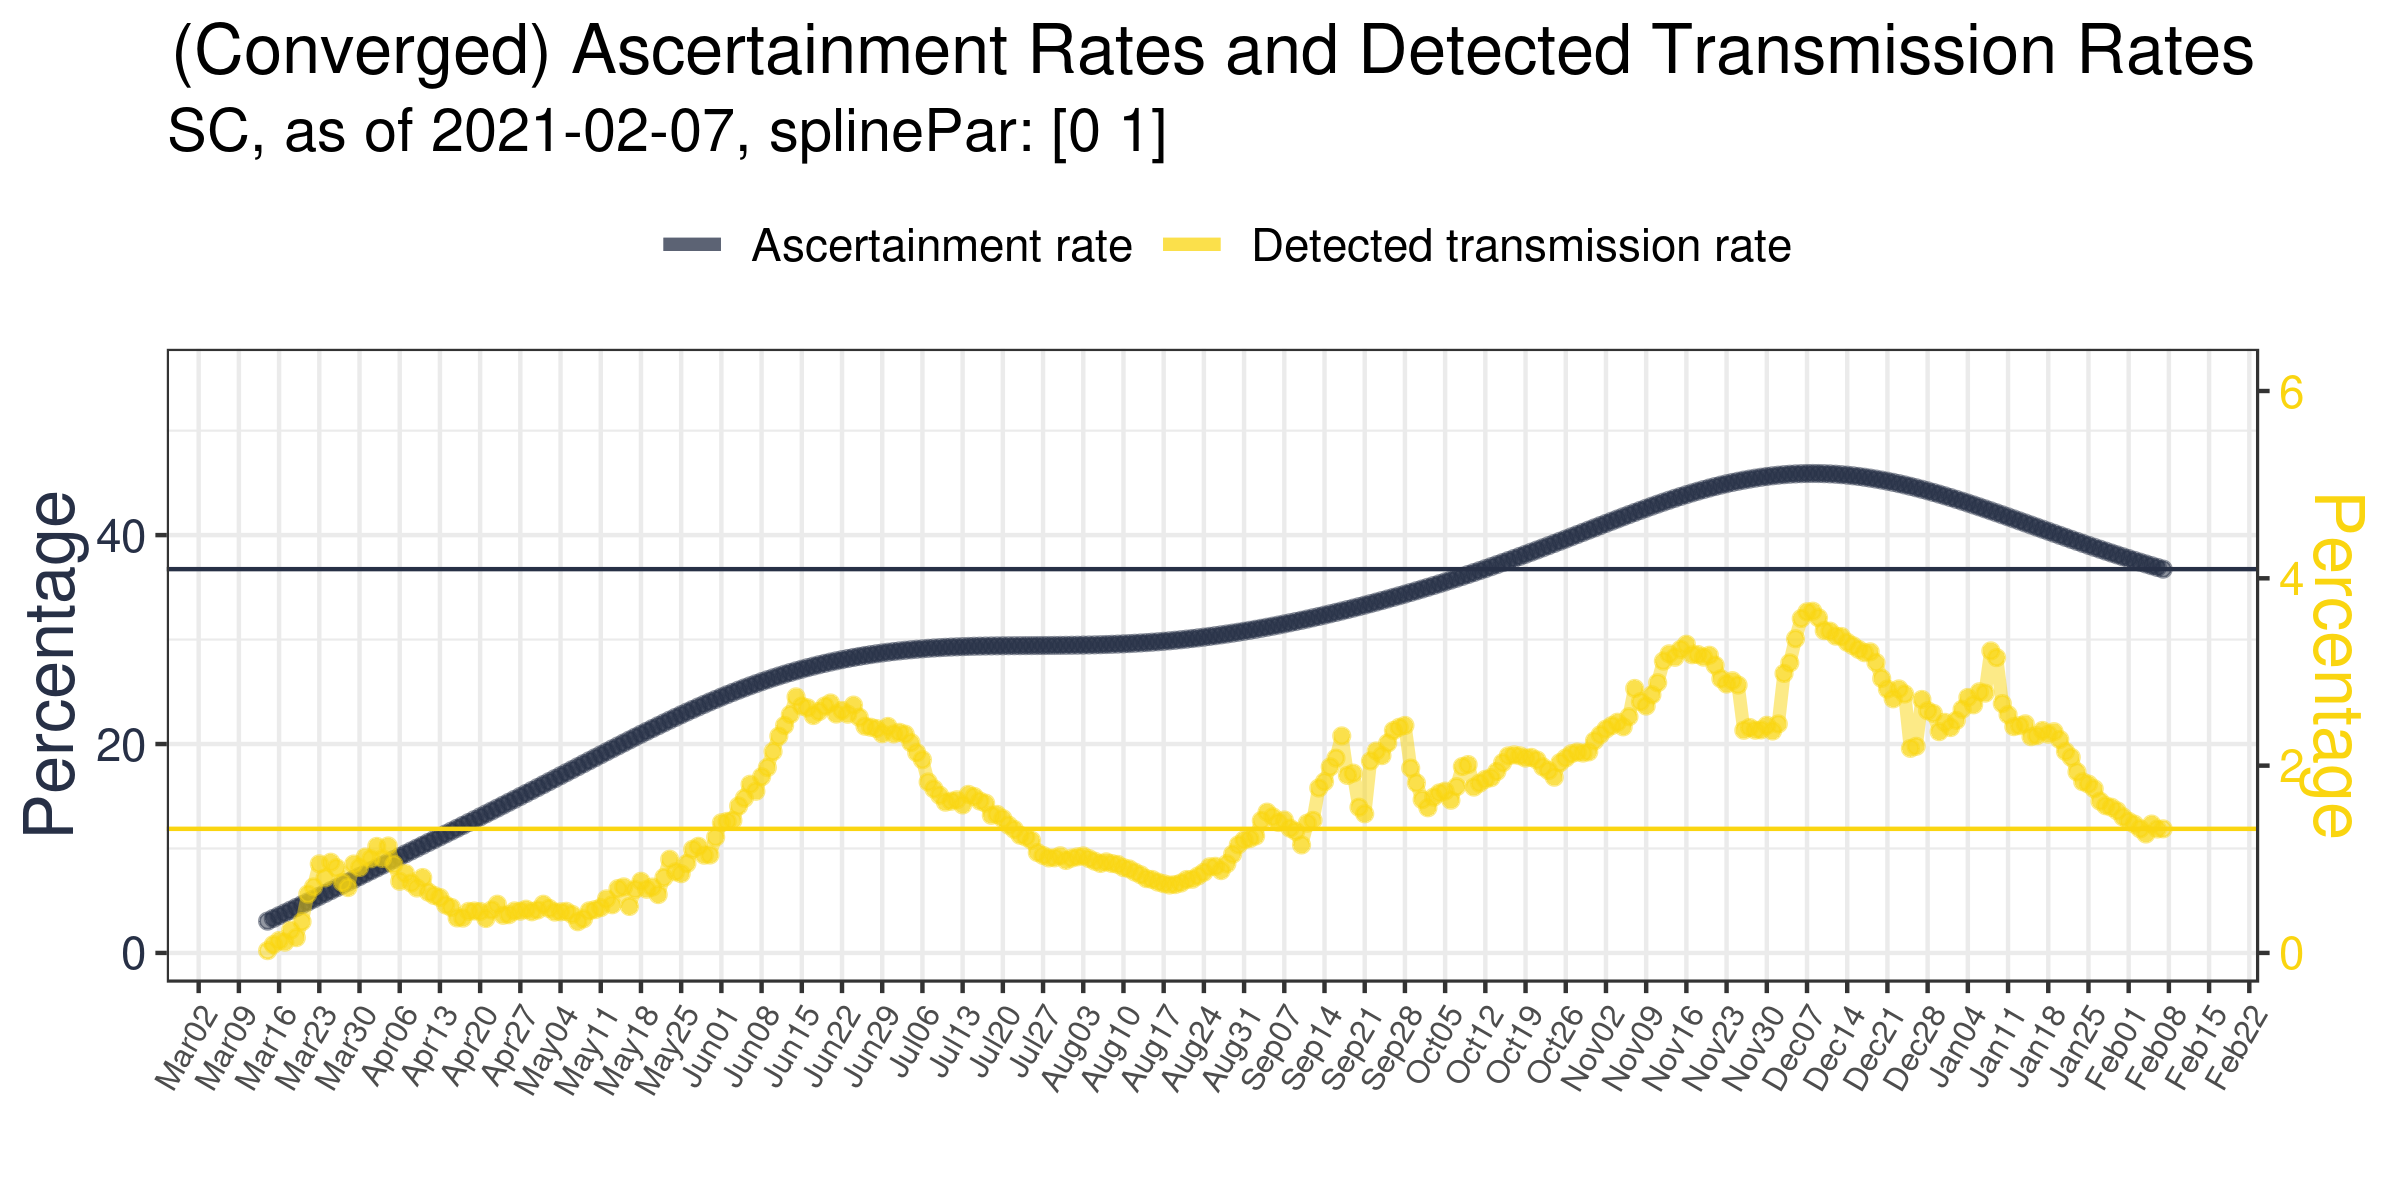 (Converged) Ascertainment Rates and Detected Transmission Rates
SC, as of 2021-02-07, splinePar: [0 1]
Ascertainment rate Detected transmission rate
Percentage
40
20
0
6
4
2
0
Percentage
Mar02 Mar09 Mar16 Mar23 Mar30 Apr06 Apr13 Apr20 Apr27 May04 May11 May18 May25 Jun01 Jun08 Jun15 Jun22 Jun29 Jul06 Jul13 Jul20 Jul27 Aug03 Aug10 Aug17 Aug24 Aug31 Sep07 Sep14 Sep21 Sep28 Oct05 Oct12 Oct19 Oct26 Nov02 Nov09 Nov16 Nov23 Nov30 Dec07 Dec14 Dec21 Dec28 Jan04 Jan11 Jan18 Jan25 Feb01 Feb08 Feb15 Feb22